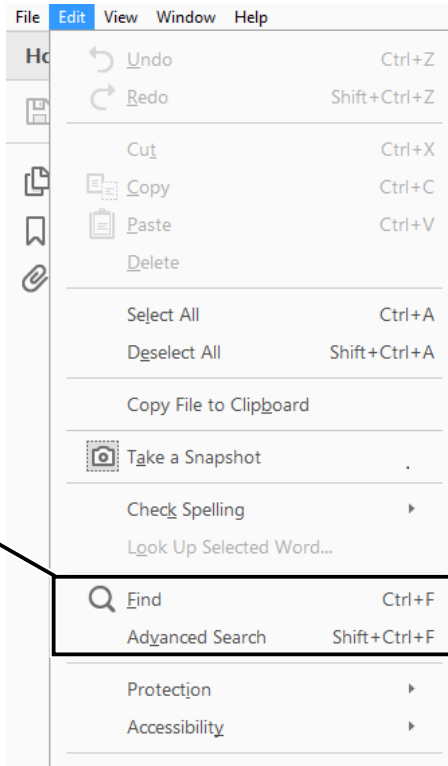 File Edit View Window Help
Ho
Undo Ctrl+Z
Redo Shift+Ctrl+Z
Cut Ctrl+X
Copy Ctrl+C
Paste Ctrl+V
Delete
Select All Ctrl+A
Deselect All Shift+Ctrl+A
Copy File to Clipboard
Take a Snapshot
Check Spelling
Look Up Selected Word...
Find Ctrl+F
Advanced Search Shift+Ctrl+F
Protection
Accessibility